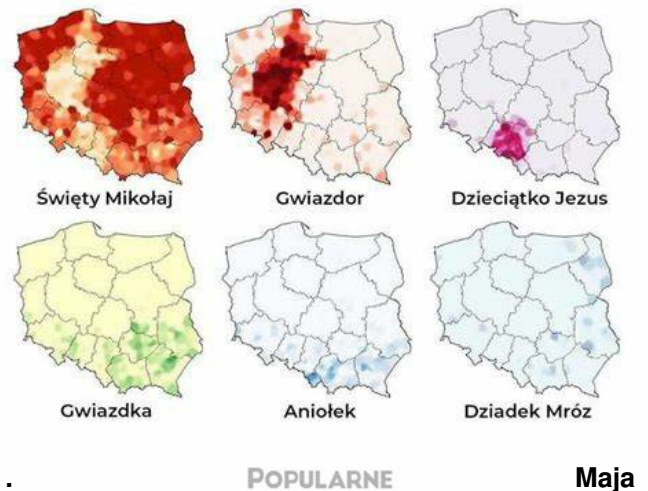 Święty Mikołaj
Gwiazdor
Dzieciątko Jezus
Gwiazdka
Aniołek
Dziadek Mróz
. POPULARNE Maja